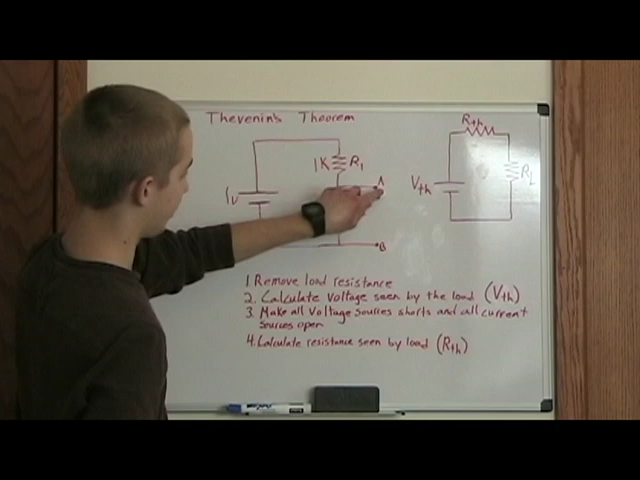 Thevenin's Theorem
Rth
1K R1
A
Vth
RL
1v
B
1 Remove load resistance
2. Calculate voltage seen by the load (Vth)
3. Make all voltage sources shorts and all current
sources open
4. Calculate resistance seen by load (Rth)